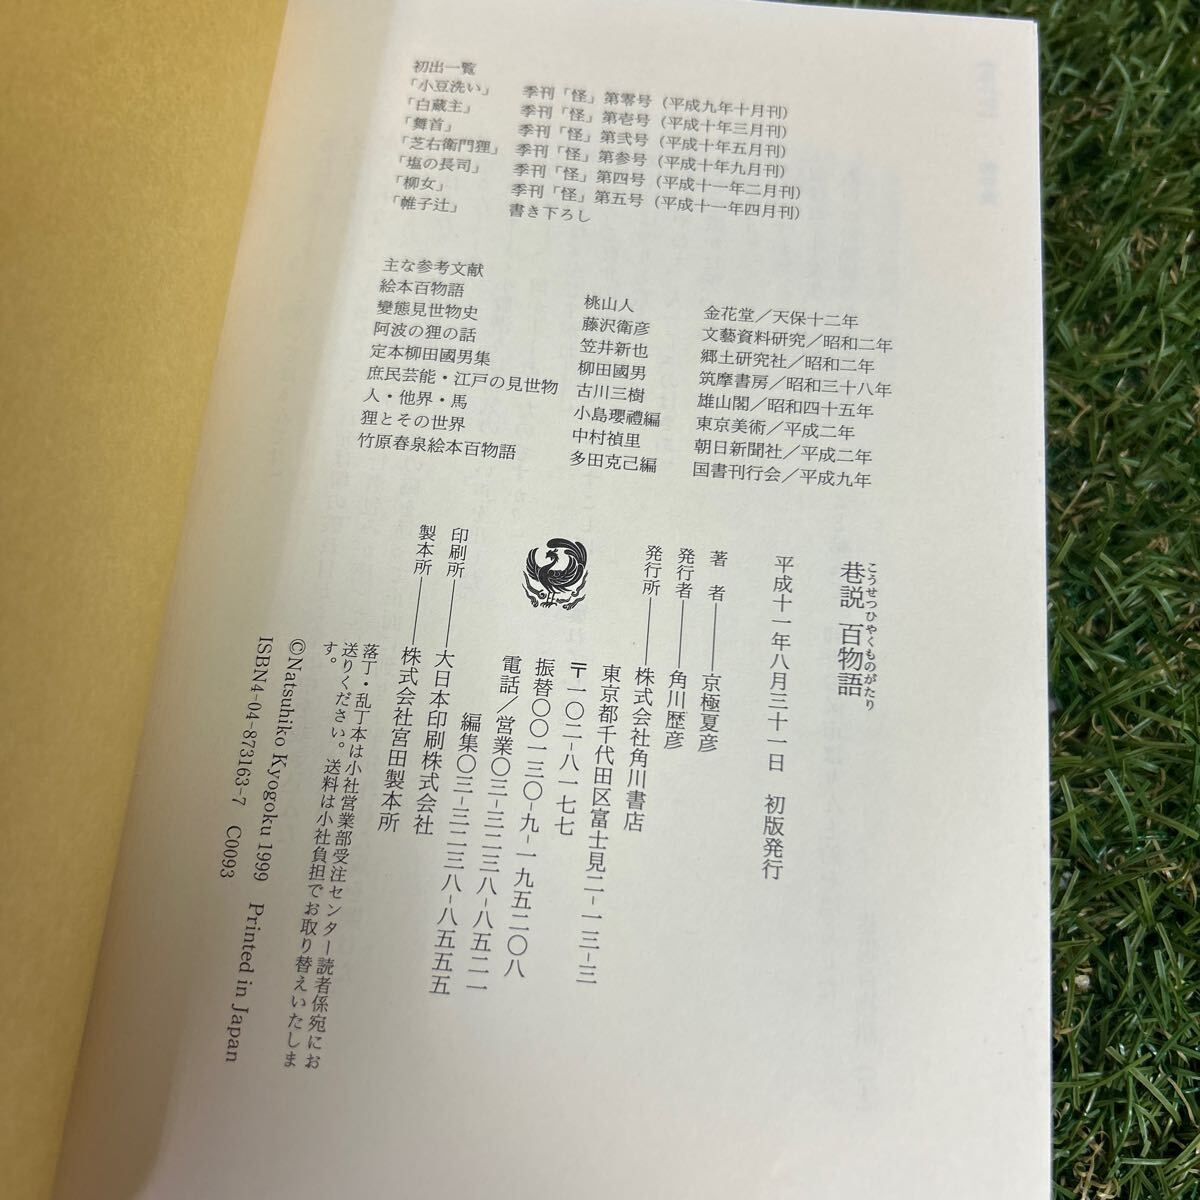 初出一覧
「小豆洗い」 季刊「怪」第零号（平成九年十月刊）
「白蔵主」 季刊「怪」第壱号（平成十年三月刊）
「舞首」 季刊「怪」第弐号（平成十年五月刊）
「芝右衛門狸」 季刊「怪」第参号（平成十年九月刊）
「塩の長司」 季刊「怪」第四号（平成十一年二月刊）
「柳女」 季刊「怪」第五号（平成十一年四月刊）
「帷子辻」 書き下ろし
主な参考文献
絵本百物語 桃山人 金花堂／天保十二年
變態見世物史 藤沢衛彦 文藝資料研究／昭和二年
阿波の狸の話 笠井新也 郷土研究社／昭和二年
定本柳田國男集 柳田國男 筑摩書房／昭和三十八年
庶民芸能・江戸の見世物 古川三樹 雄山閣／昭和四十五年
人・他界・馬 小島瓔禮編 東京美術／平成二年
狸とその世界 中村禎里 朝日新聞社／平成二年
竹原春泉絵本百物語 多田克己編 国書刊行会／平成九年
こうせつひゃくものがたり
巷説 百物語
平成十一年八月三十一日 初版発行
著 者――京極夏彦
発行者――角川歴彦
発行所――株式会社角川書店
東京都千代田区富士見二-一三-三
〒一〇二-八一七七
振替〇〇一三〇-九-一九五二〇八
電話／営業〇三-三二三八-八五二一
編集〇三-三二三八-八五五五
印刷所――大日本印刷株式会社
製本所――株式会社宮田製本所
落丁・乱丁本は小社営業部受注センター読者係宛にお
送りください。送料は小社負担でお取り替えいたしま
す。
©Natsuhiko Kyogoku 1999 Printed in Japan
ISBN4-04-873163-7 C0093